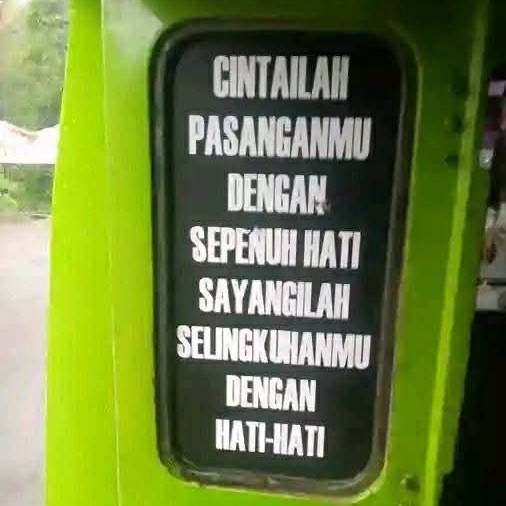 CINTAILAH
PASANGANMU
DENGAN
SEPENUH HATI
SAYANGILAH
SELINGKUHANMU
DENGAN
HATI-HATI